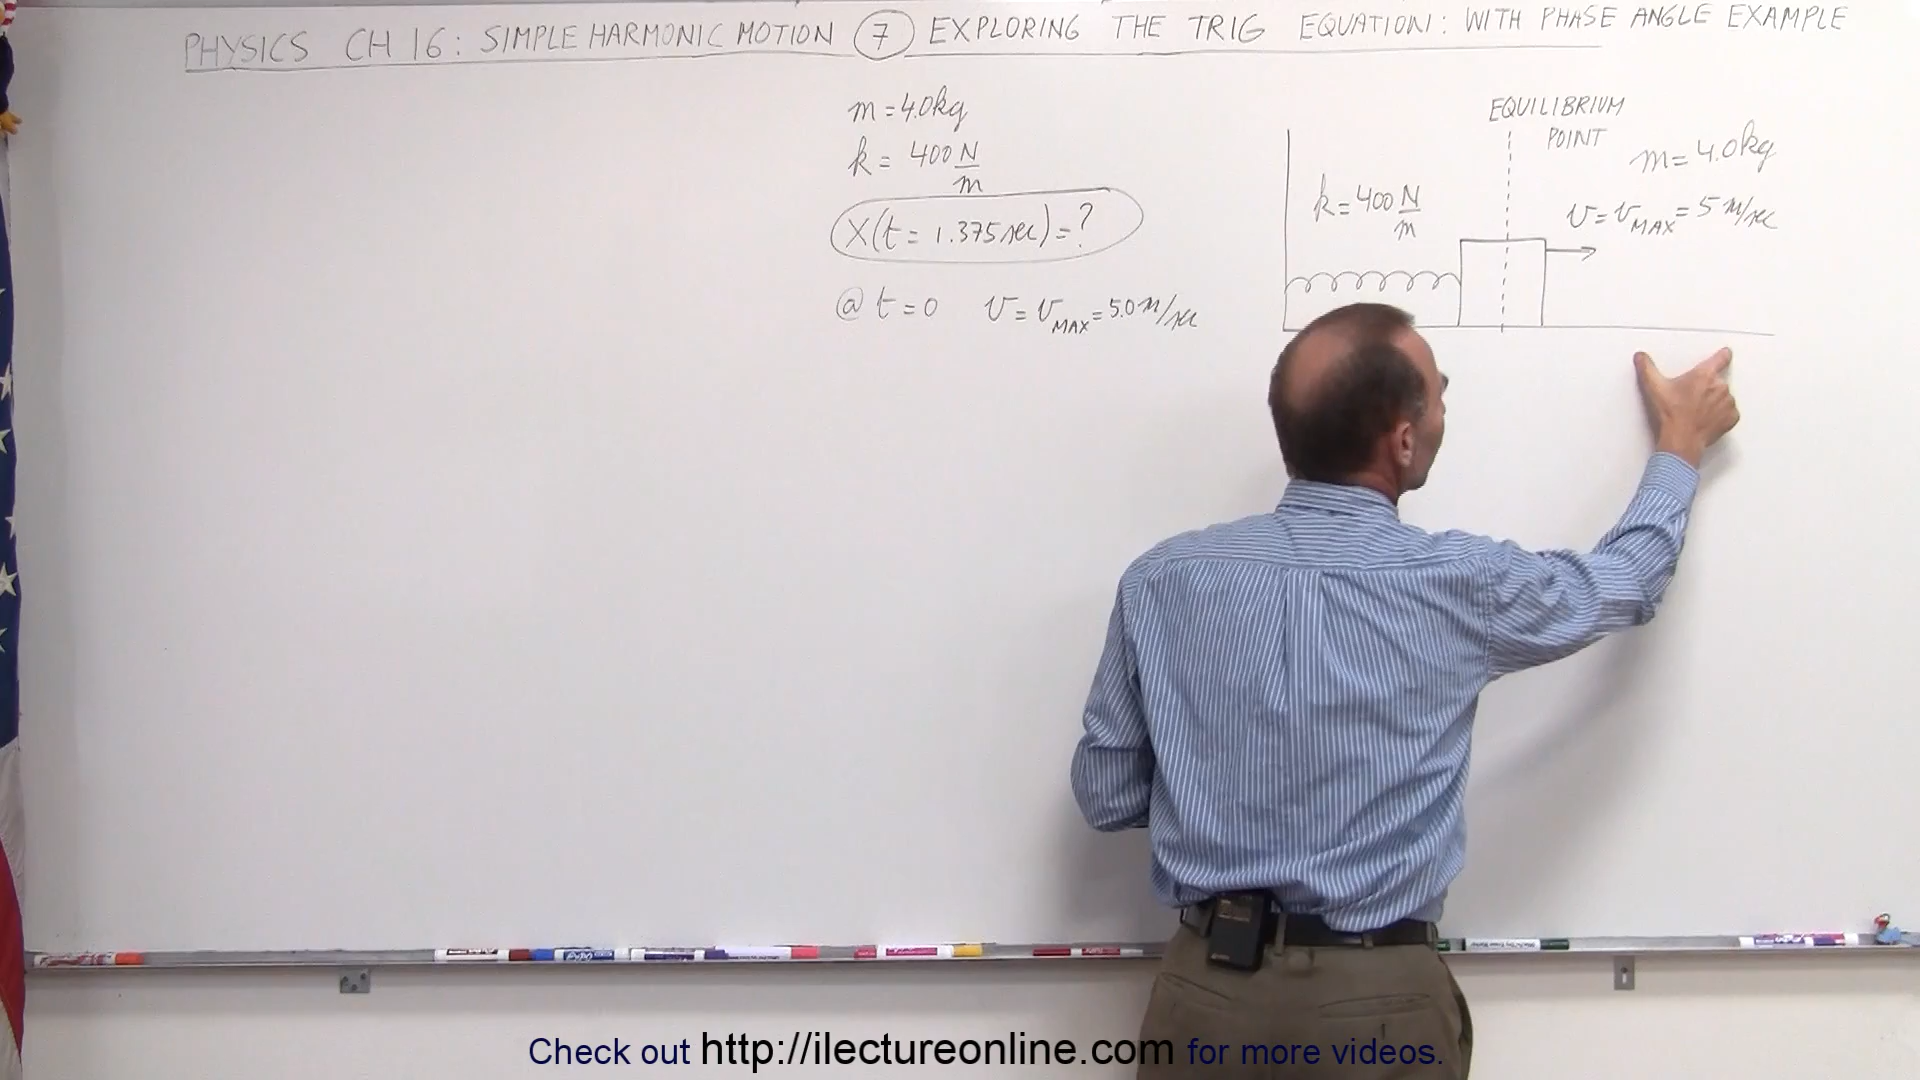 PHYSICS CH 16: SIMPLE HARMONIC MOTION 7 EXPLORING THE TRIG EQUATION: WITH PHASE ANGLE EXAMPLE
m = 4.0kg
k = 400 N/m
X(t = 1.375 sec) = ?
@ t = 0 v = v MAX = 5.0 m/sec
EQUILIBRIUM
POINT
m = 4.0kg
k = 400 N/m
v = v MAX = 5 m/sec
Check out http://ilectureonline.com for more videos.